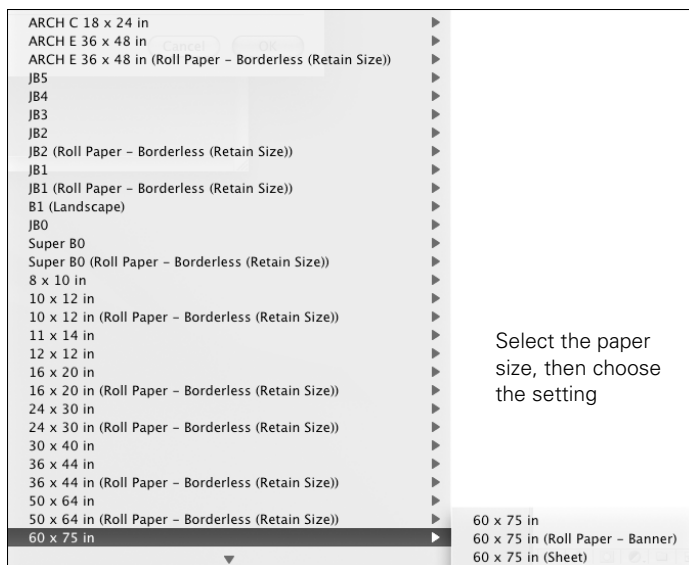 ARCH C 18 x 24 in
ARCH E 36 x 48 in
Cancel
OK
ARCH E 36 x 48 in (Roll Paper – Borderless (Retain Size))
JB5
JB4
JB3
JB2
JB2 (Roll Paper – Borderless (Retain Size))
JB1
JB1 (Roll Paper – Borderless (Retain Size))
B1 (Landscape)
JB0
Super B0
Super B0 (Roll Paper – Borderless (Retain Size))
8 x 10 in
10 x 12 in
10 x 12 in (Roll Paper – Borderless (Retain Size))
11 x 14 in
12 x 12 in
16 x 20 in
16 x 20 in (Roll Paper – Borderless (Retain Size))
24 x 30 in
24 x 30 in (Roll Paper – Borderless (Retain Size))
30 x 40 in
36 x 44 in
36 x 44 in (Roll Paper – Borderless (Retain Size))
50 x 64 in
50 x 64 in (Roll Paper – Borderless (Retain Size))
60 x 75 in
Select the paper
size, then choose
the setting
60 x 75 in
60 x 75 in (Roll Paper – Banner)
60 x 75 in (Sheet)